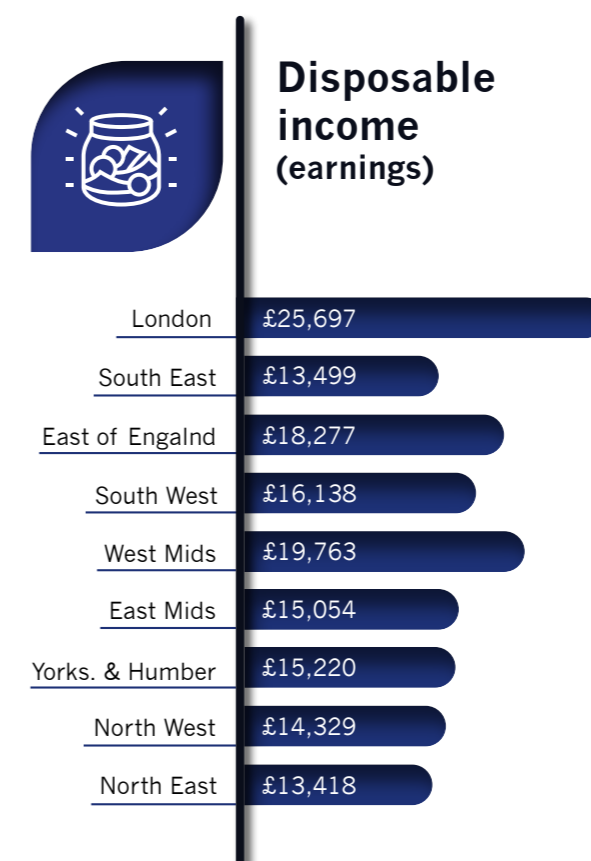 Disposable
income
(earnings)
London £25,697
South East £13,499
East of Engalnd £18,277
South West £16,138
West Mids £19,763
East Mids £15,054
Yorks. & Humber £15,220
North West £14,329
North East £13,418